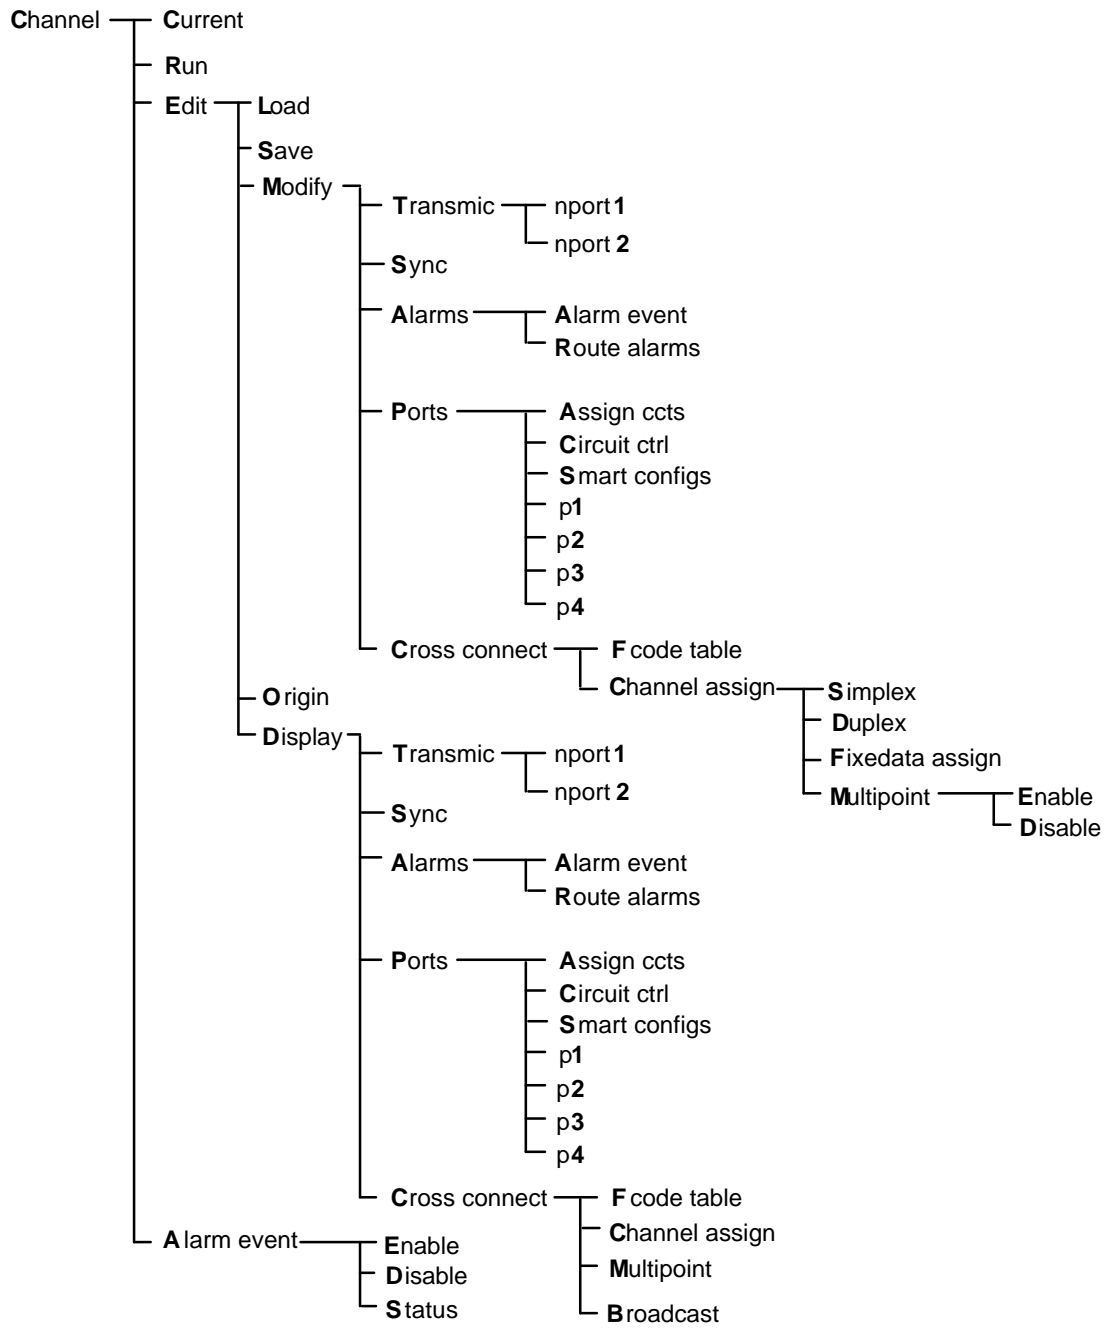 Channel Current
Run
Edit Load
Save
Modify
Transmic nport 1
nport 2
Sync
Alarms Alarm event
Route alarms
Ports Assign ccts
Circuit ctrl
Smart configs
p1
p2
p3
p4
Cross connect F code table
Channel assign Simplex
Origin
Duplex
Display
Transmic nport 1
Fixedata assign
nport 2
Multipoint Enable
Sync
Disable
Alarms Alarm event
Route alarms
Ports Assign ccts
Circuit ctrl
Smart configs
p1
p2
p3
p4
Cross connect F code table
Channel assign
Alarm event Enable
Multipoint
Disable
Status
Broadcast